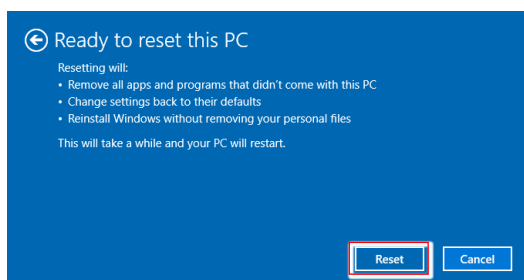 Ready to reset this PC
Resetting will:
• Remove all apps and programs that didn't come with this PC
• Change settings back to their defaults
• Reinstall Windows without removing your personal files
This will take a while and your PC will restart.
Reset Cancel